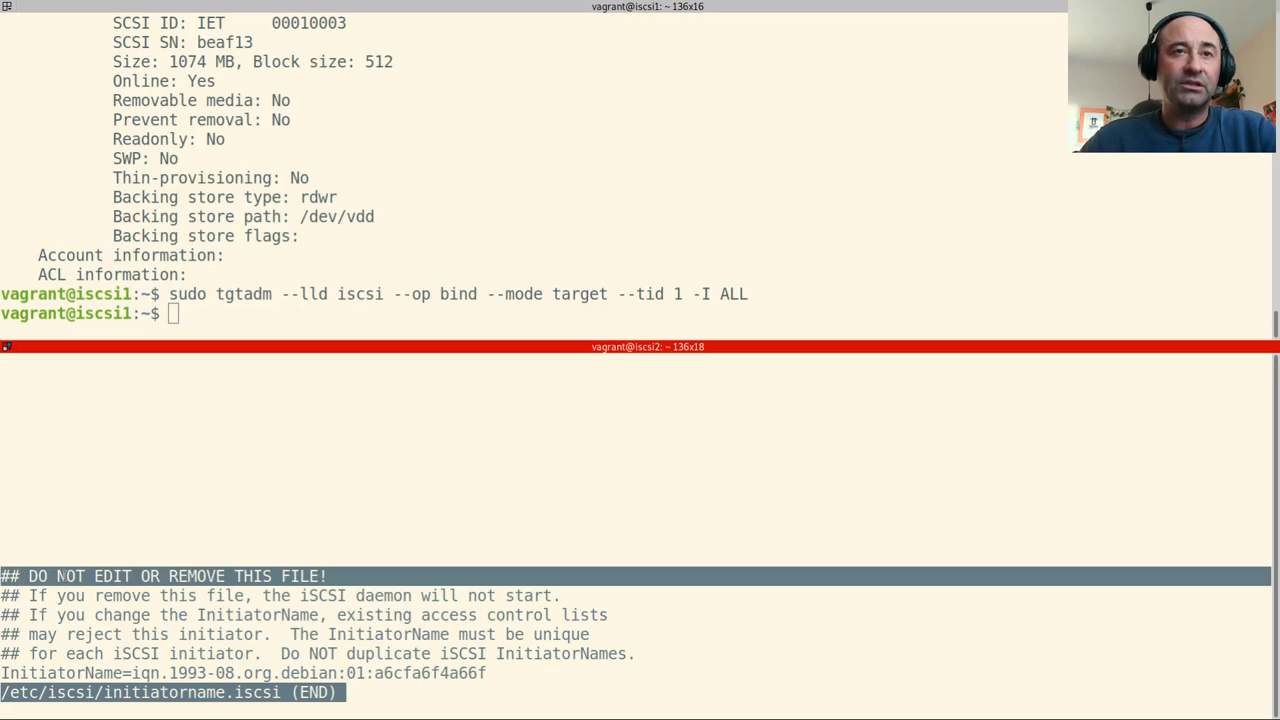 vagrant@iscsi1: ~ 136x16
SCSI ID: IET     00010003
SCSI SN: beaf13
Size: 1074 MB, Block size: 512
Online: Yes
Removable media: No
Prevent removal: No
Readonly: No
SWP: No
Thin-provisioning: No
Backing store type: rdwr
Backing store path: /dev/vdd
Backing store flags:
Account information:
ACL information:
vagrant@iscsi1:~$ sudo tgtadm --lld iscsi --op bind --mode target --tid 1 -I ALL
vagrant@iscsi1:~$
vagrant@iscsi2: ~ 136x18
## DO NOT EDIT OR REMOVE THIS FILE!
## If you remove this file, the iSCSI daemon will not start.
## If you change the InitiatorName, existing access control lists
## may reject this initiator.  The InitiatorName must be unique
## for each iSCSI initiator.  Do NOT duplicate iSCSI InitiatorNames.
InitiatorName=iqn.1993-08.org.debian:01:a6cfa6f4a66f
/etc/iscsi/initiatorname.iscsi (END)